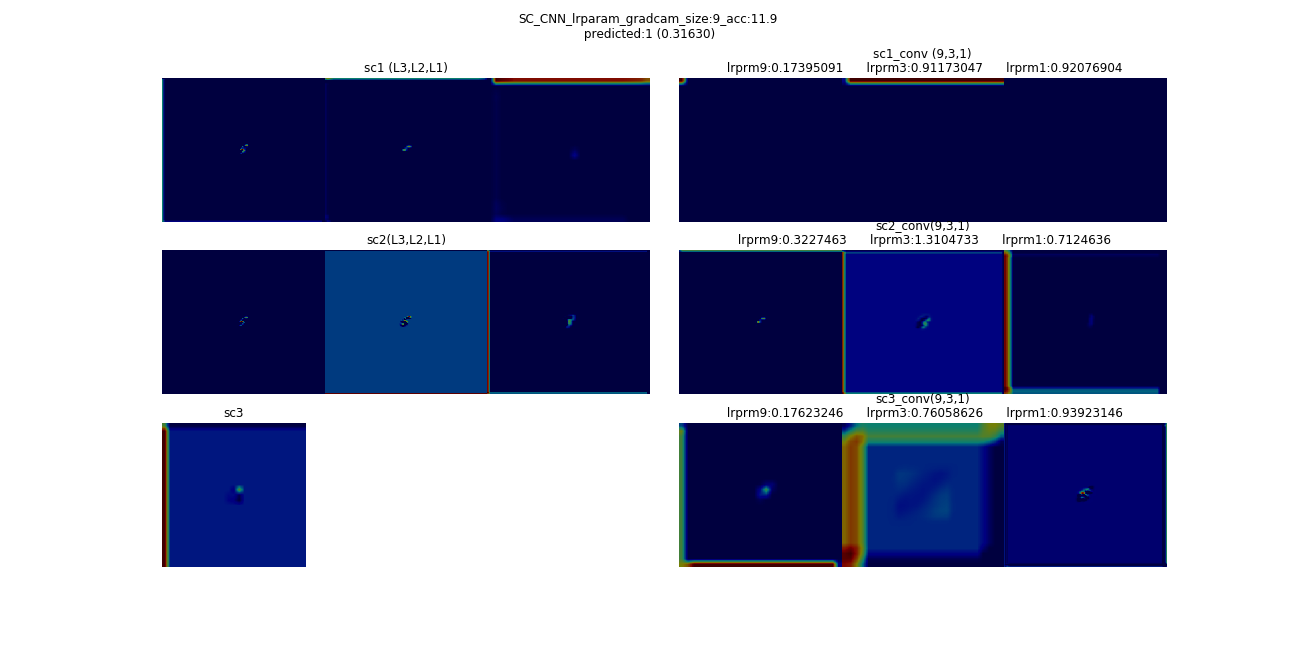 SC_CNN_lrparam_gradcam_size:9_acc:11.9
predicted:1 (0.31630)
sc1 (L3,L2,L1)
sc1_conv (9,3,1)
lrprm9:0.17395091 lrprm3:0.91173047 lrprm1:0.92076904
sc2(L3,L2,L1)
sc2_conv(9,3,1)
lrprm9:0.3227463 lrprm3:1.3104733 lrprm1:0.7124636
sc3
sc3_conv(9,3,1)
lrprm9:0.17623246 lrprm3:0.76058626 lrprm1:0.93923146